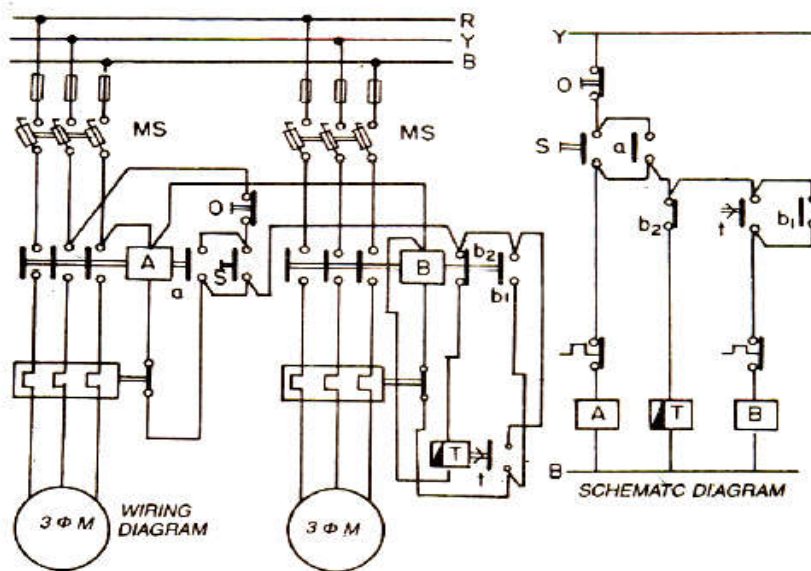 R
Y
B
MS
MS
O
A
a
S
B
b2
b1
T
t
3 Φ M
WIRING
DIAGRAM
3 Φ M
Y
O
S
a
b2
t
b1
A
T
B
B
SCHEMATC DIAGRAM